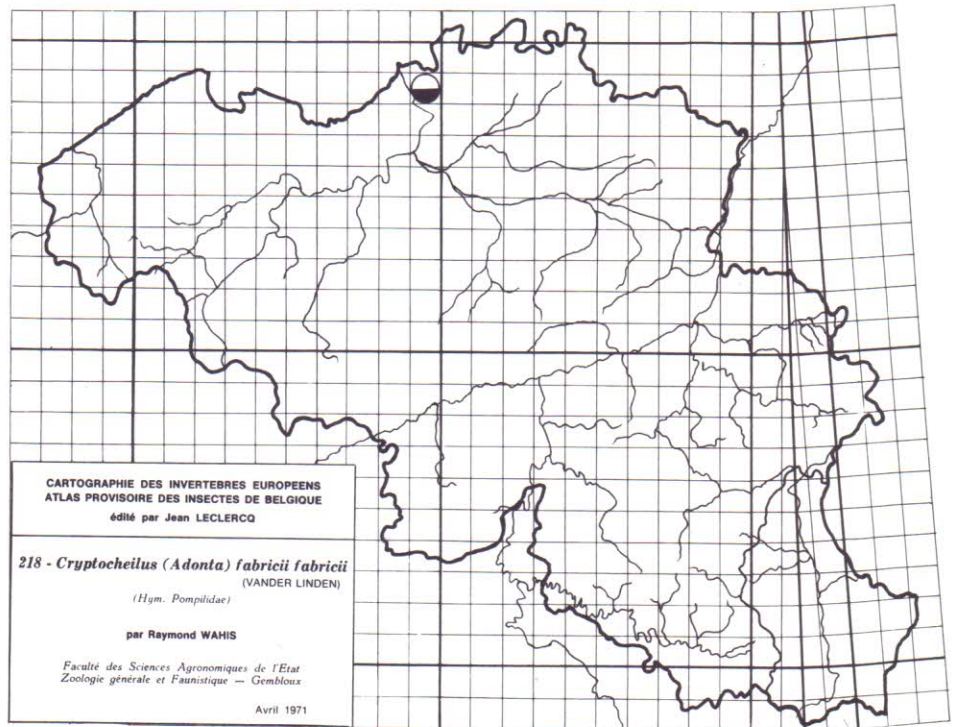 CARTOGRAPHIE DES INVERTEBRES EUROPEENS
ATLAS PROVISOIRE DES INSECTES DE BELGIQUE
édité par Jean LECLERCQ
218 - Cryptocheilus (Adonta) fabricii fabricii
(VANDER LINDEN)
(Hym. Pompilidae)
par Raymond WAHIS
Faculté des Sciences Agronomiques de l'Etat
Zoologie générale et Faunistique — Gembloux
Avril 1971